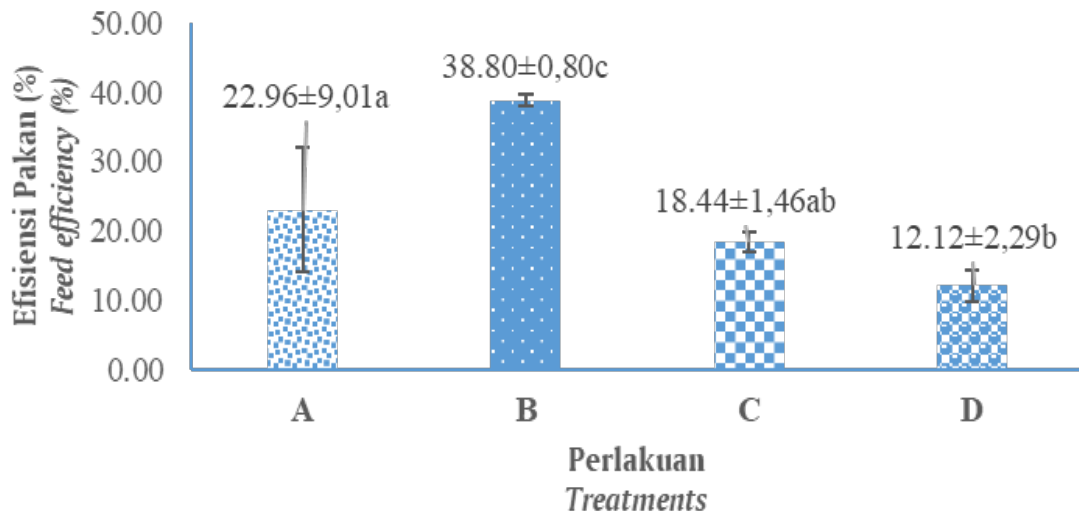 Efisiensi Pakan (%)
Feed efficiency (%)
50.00
40.00
30.00
20.00
10.00
0.00
22.96±9,01a
38.80±0,80c
18.44±1,46ab
12.12±2,29b
A
B
C
D
Perlakuan
Treatments